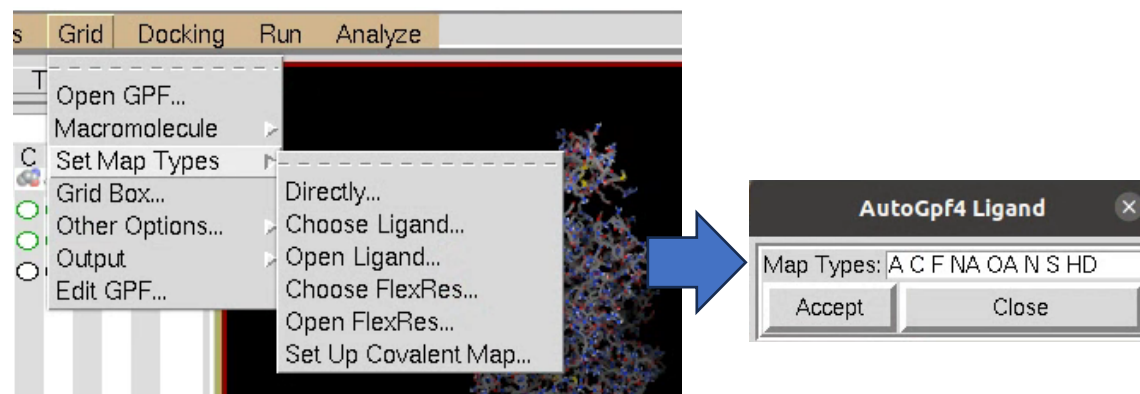 s Grid Docking Run Analyze
T
Open GPF...
Macromolecule
C Set Map Types
Grid Box...
Other Options...
Output
Edit GPF...
Directly...
Choose Ligand...
Open Ligand...
Choose FlexRes...
Open FlexRes...
Set Up Covalent Map...
AutoGpf4 Ligand
Map Types: A C F NA OA N S HD
Accept Close